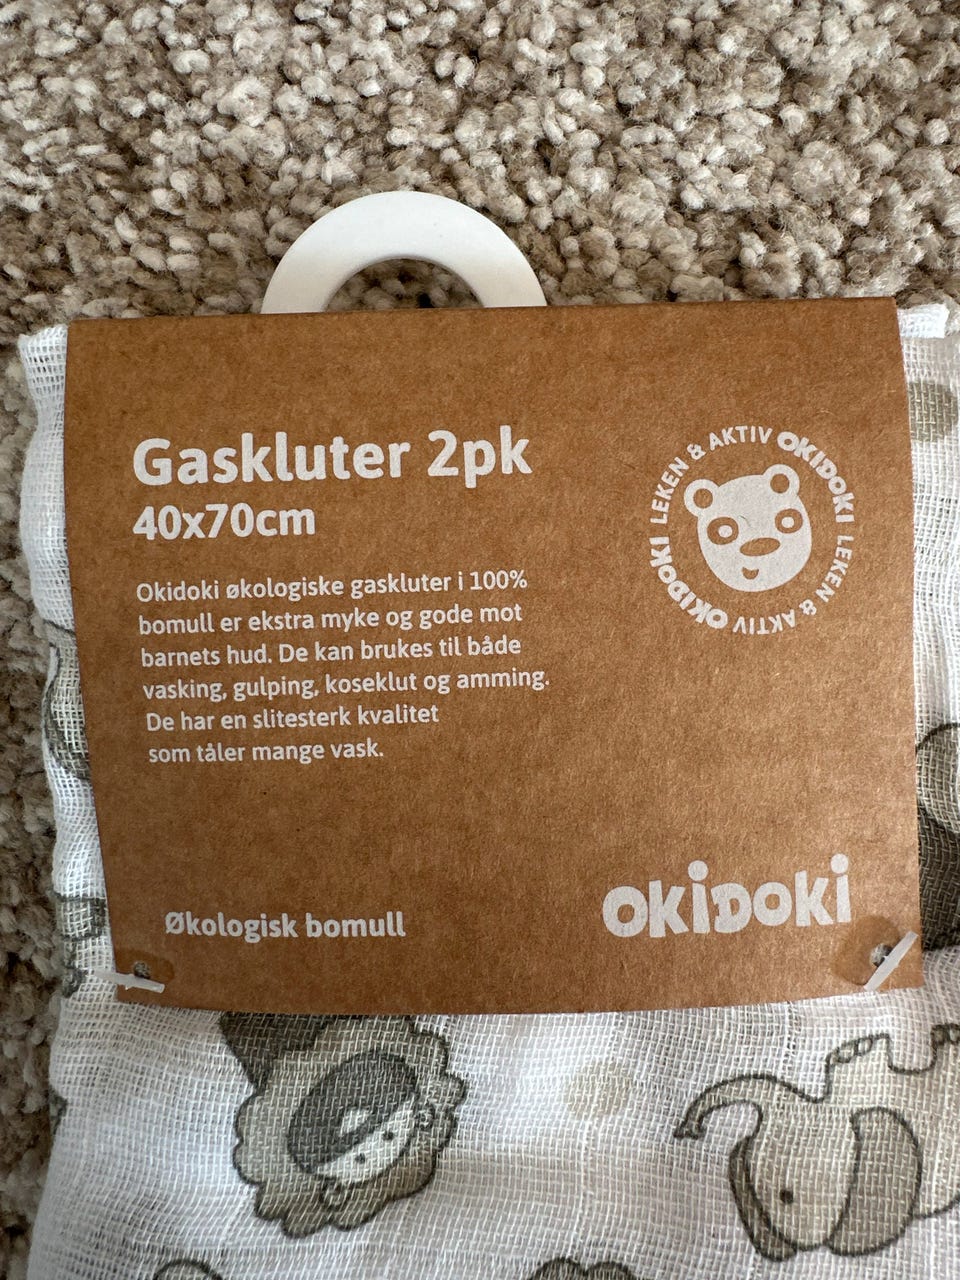 Gaskluter 2pk
40x70cm
OKIDOKI LEKEN & AKTIV OKIDOKI LEKEN & AKTIV
Okidoki økologiske gaskluter i 100%
bomull er ekstra myke og gode mot
barnets hud. De kan brukes til både
vasking, gulping, koseklut og amming.
De har en slitesterk kvalitet
som tåler mange vask.
Økologisk bomull
OKIDOKI